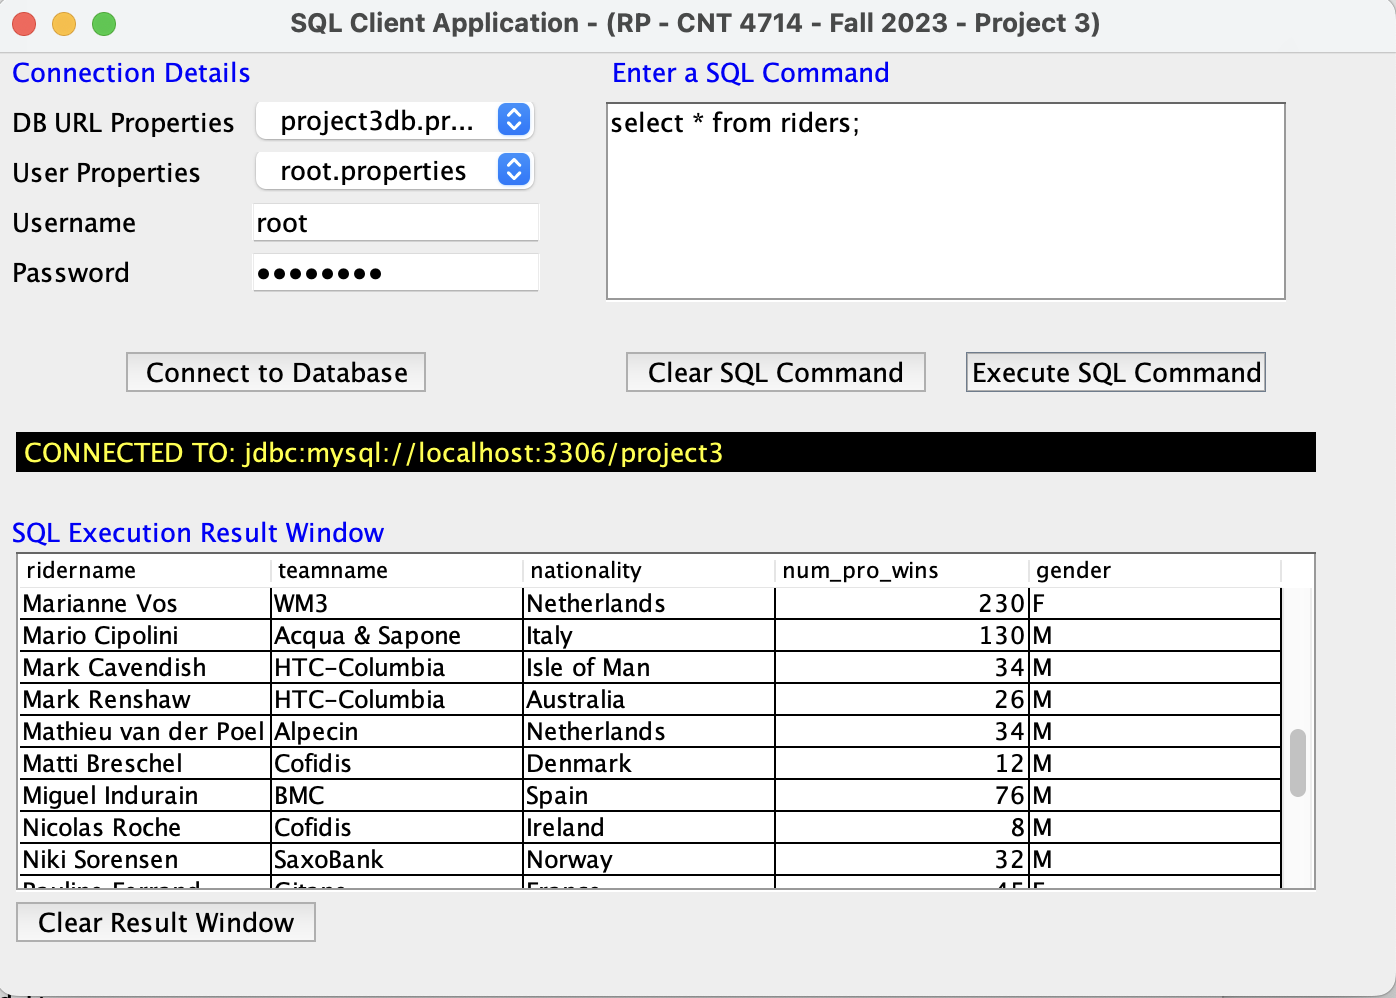 SQL Client Application - (RP - CNT 4714 - Fall 2023 - Project 3)
Connection Details
Enter a SQL Command
DB URL Properties project3db.pr...
select * from riders;
User Properties root.properties
Username root
Password ●●●●●●●●
Connect to Database
Clear SQL Command
Execute SQL Command
CONNECTED TO: jdbc:mysql://localhost:3306/project3
SQL Execution Result Window
ridername teamname nationality num_pro_wins gender
Marianne Vos WM3 Netherlands 230 F
Mario Cipolini Acqua & Sapone Italy 130 M
Mark Cavendish HTC-Columbia Isle of Man 34 M
Mark Renshaw HTC-Columbia Australia 26 M
Mathieu van der Poel Alpecin Netherlands 34 M
Matti Breschel Cofidis Denmark 12 M
Miguel Indurain BMC Spain 76 M
Nicolas Roche Cofidis Ireland 8 M
Niki Sorensen SaxoBank Norway 32 M
Clear Result Window